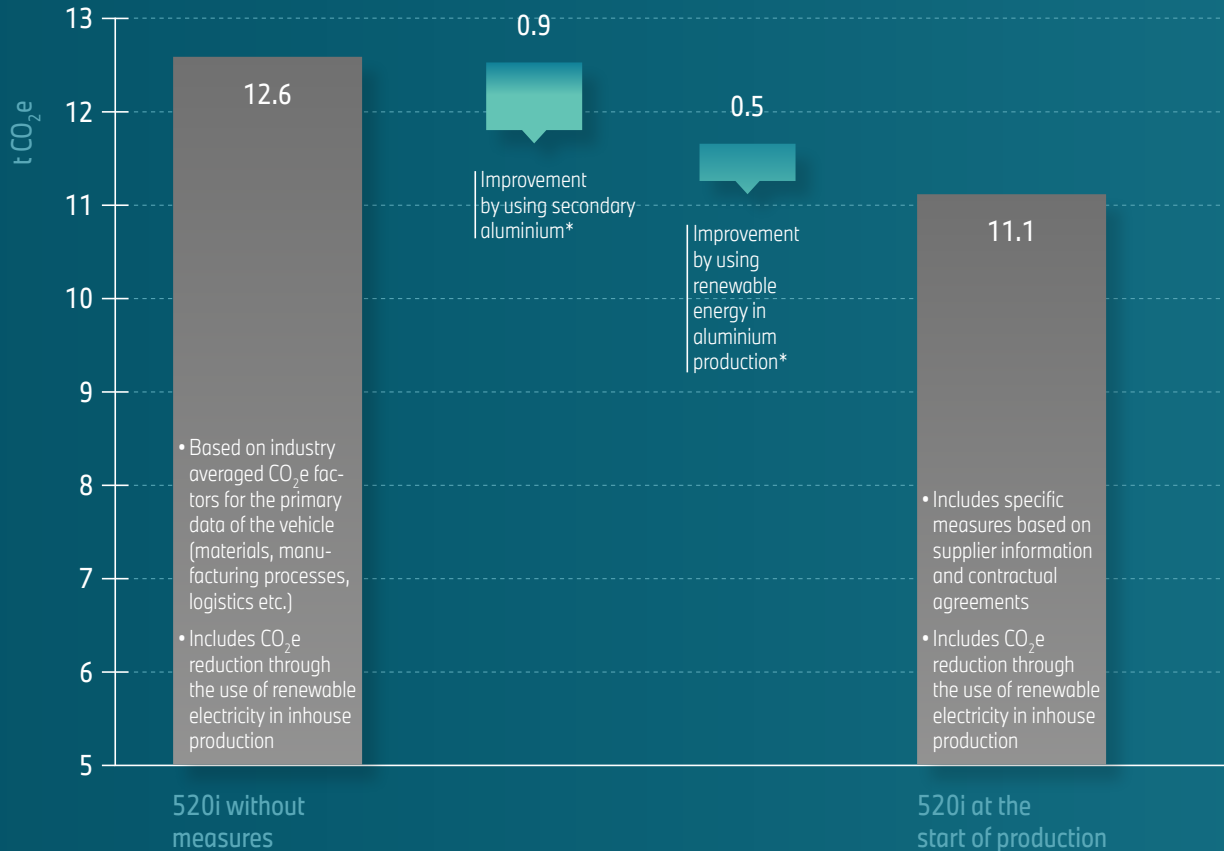 t CO₂e
13
12
11
10
9
8
7
6
5
12.6
• Based on industry
averaged CO₂e fac-
tors for the primary
data of the vehicle
(materials, manu-
facturing processes,
logistics etc.)
• Includes CO₂e
reduction through
the use of renewable
electricity in inhouse
production
520i without
measures
0.9
Improvement
by using secondary
aluminium*
0.5
Improvement
by using
renewable
energy in
aluminium
production*
11.1
• Includes specific
measures based on
supplier information
and contractual
agreements
• Includes CO₂e
reduction through
the use of renewable
electricity in inhouse
production
520i at the
start of production